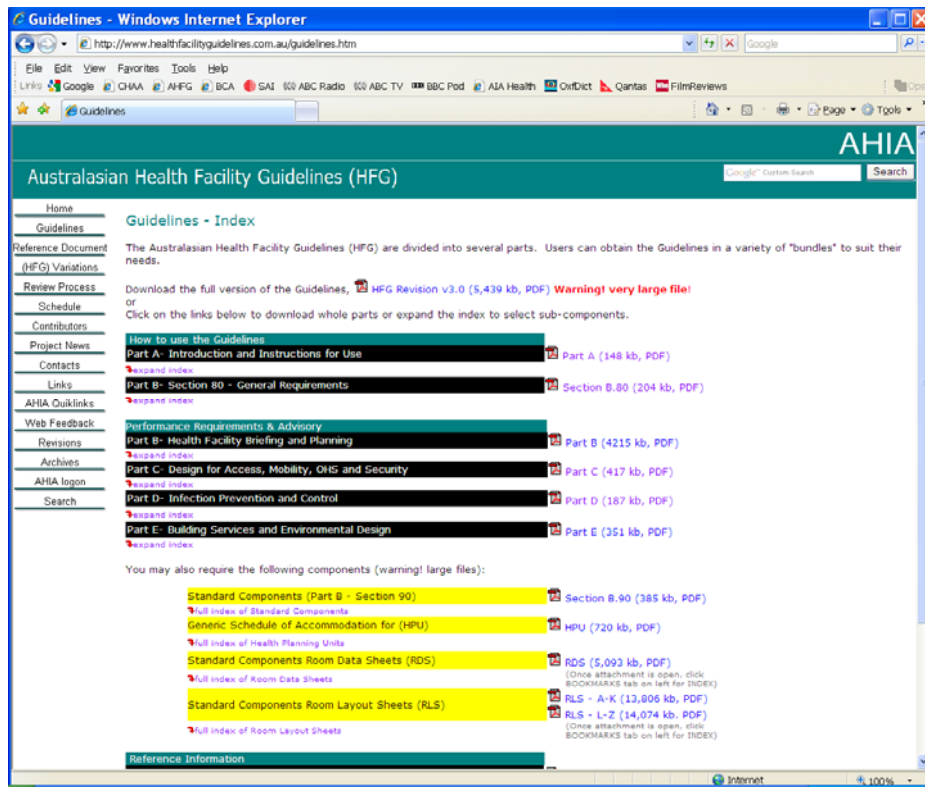 Guidelines - Windows Internet Explorer
http://www.healthfacilityguidelines.com.au/guidelines.htm
Google
File Edit View Favorites Tools Help
Links Google CHAA AHFG BCA SAI ABC Radio ABC TV BBC Pod AIA Health OxfDict Qantas FilmReviews
Guidelines
Page Tools
AHIA
Australasian Health Facility Guidelines (HFG)
Google™ Custom Search
Search
Home
Guidelines
Reference Document
(HFG) Variations
Review Process
Schedule
Contributors
Project News
Contacts
Links
AHIA Quiklinks
Web Feedback
Revisions
Archives
AHIA logon
Search
Guidelines - Index
The Australasian Health Facility Guidelines (HFG) are divided into several parts. Users can obtain the Guidelines in a variety of "bundles" to suit their
needs.
Download the full version of the Guidelines, HFG Revision v3.0 (5,439 kb, PDF) Warning! very large file!
or
Click on the links below to download whole parts or expand the index to select sub-components.
How to use the Guidelines
Part A- Introduction and Instructions for Use Part A (148 kb, PDF)
expand index
Part B- Section 80 - General Requirements Section B.80 (204 kb, PDF)
expand index
Performance Requirements & Advisory
Part B- Health Facility Briefing and Planning Part B (4215 kb, PDF)
expand index
Part C- Design for Access, Mobility, OHS and Security Part C (417 kb, PDF)
expand index
Part D- Infection Prevention and Control Part D (187 kb, PDF)
expand index
Part E- Building Services and Environmental Design Part E (351 kb, PDF)
expand index
You may also require the following components (warning! large files):
Standard Components (Part B - Section 90) Section B.90 (385 kb, PDF)
full index of Standard Components
Generic Schedule of Accommodation for (HPU) HPU (720 kb, PDF)
full index of Health Planning Units
Standard Components Room Data Sheets (RDS) RDS (5,093 kb, PDF)
full index of Room Data Sheets
(Once attachment is open, click
BOOKMARKS tab on left for INDEX)
Standard Components Room Layout Sheets (RLS)
RLS - A-K (13,806 kb, PDF)
RLS - L-Z (14,074 kb. PDF)
full index of Room Layout Sheets
(Once attachment is open, click
BOOKMARKS tab on left for INDEX)
Reference Information
Internet
100%